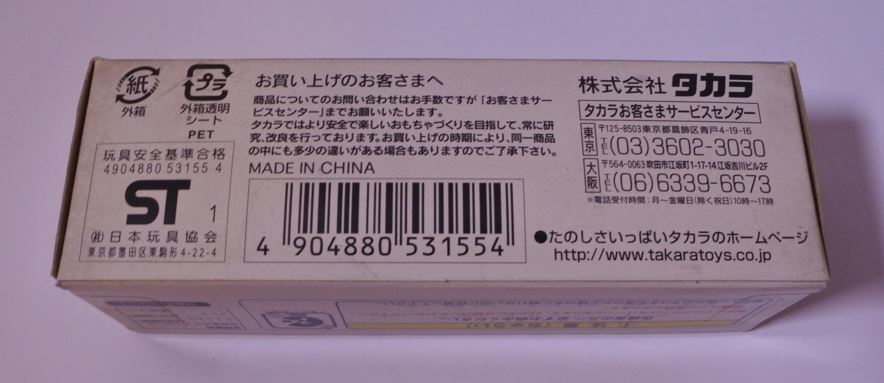 紙
外箱
プラ
外箱透明
シート
PET
お買い上げのお客さまへ
商品についてのお問い合わせはお手数ですが「お客さまサー
ビスセンター」までお願いいたします。
タカラではより安全で楽しいおもちゃづくりを目指して、常に研
究、改良を行っております。お買い上げの時期により、同一商品
の中にも多少の違いがある場合もありますのでご了承下さい。
MADE IN CHINA
4 904880 531554
玩具安全基準合格
4904880 53155 4
ST 1
(社)日本玩具協会
東京都墨田区東駒形4-22-4
株式会社 タカラ
タカラお客さまサービスセンター
東京
〒125-8503 東京都葛飾区青戸4-19-16
TEL(03)3602-3030
大阪
〒564-0063 吹田市江坂町1-17-14江坂吉川ビル2F
TEL(06)6339-6673
※電話受付時間:月〜金曜日(除く祝日)10時〜17時
●たのしさいっぱいタカラのホームページ
http://www.takaratoys.co.jp